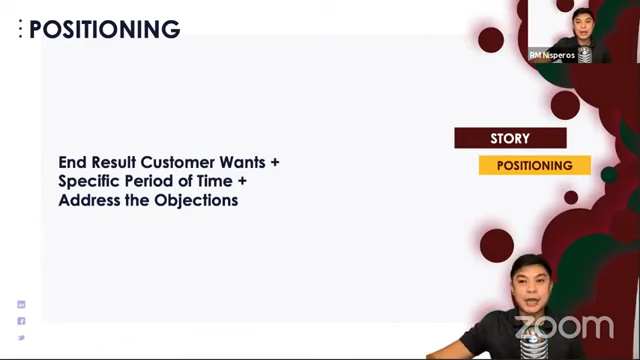 POSITIONING
RM Nisperos
STORY
POSITIONING
End Result Customer Wants +
Specific Period of Time +
Address the Objections
zoom